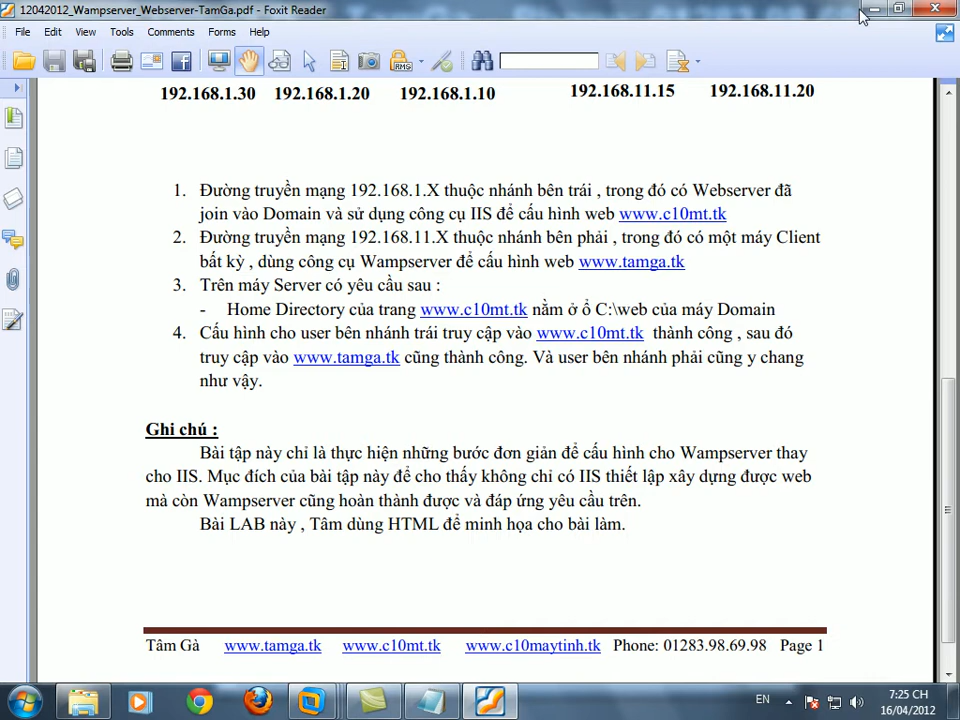 12042012_Wampserver_Webserver-TamGa.pdf - Foxit Reader
File Edit View Tools Comments Forms Help
192.168.1.30 192.168.1.20 192.168.1.10 192.168.11.15 192.168.11.20
1. Đường truyền mạng 192.168.1.X thuộc nhánh bên trái , trong đó có Webserver đã
join vào Domain và sử dụng công cụ IIS để cấu hình web www.c10mt.tk
2. Đường truyền mạng 192.168.11.X thuộc nhánh bên phải , trong đó có một máy Client
bất kỳ , dùng công cụ Wampserver để cấu hình web www.tamga.tk
3. Trên máy Server có yêu cầu sau :
- Home Directory của trang www.c10mt.tk nằm ở ổ C:\web của máy Domain
4. Cấu hình cho user bên nhánh trái truy cập vào www.c10mt.tk thành công , sau đó
truy cập vào www.tamga.tk cũng thành công. Và user bên nhánh phải cũng y chang
như vậy.
Ghi chú :
Bài tập này chỉ là thực hiện những bước đơn giản để cấu hình cho Wampserver thay
cho IIS. Mục đích của bài tập này để cho thấy không chỉ có IIS thiết lập xây dựng được web
mà còn Wampserver cũng hoàn thành được và đáp ứng yêu cầu trên.
Bài LAB này , Tâm dùng HTML để minh họa cho bài làm.
Tâm Gà www.tamga.tk www.c10mt.tk www.c10maytinh.tk Phone: 01283.98.69.98 Page 1
EN 7:25 CH
16/04/2012